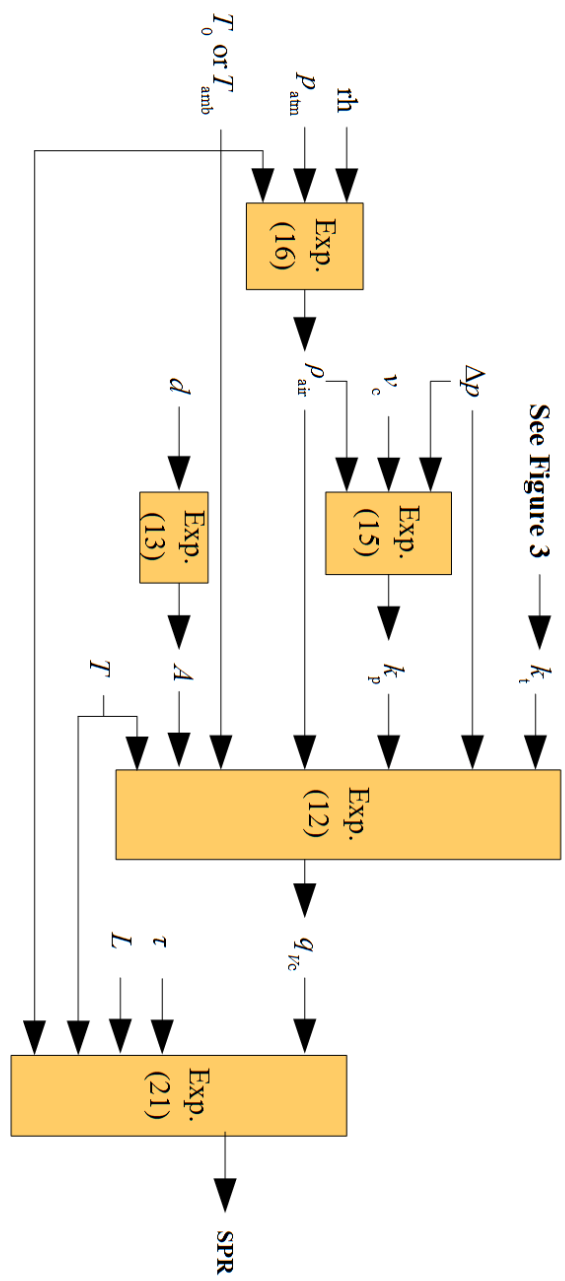 See Figure 3
kt
Δp
vc
Exp.
(15)
kp
rh
patm
Exp.
(16)
ρair
Exp.
(12)
qVc
T0 or Tamb
SPR
d
Exp.
(13)
A
τ
Exp.
(21)
L
T